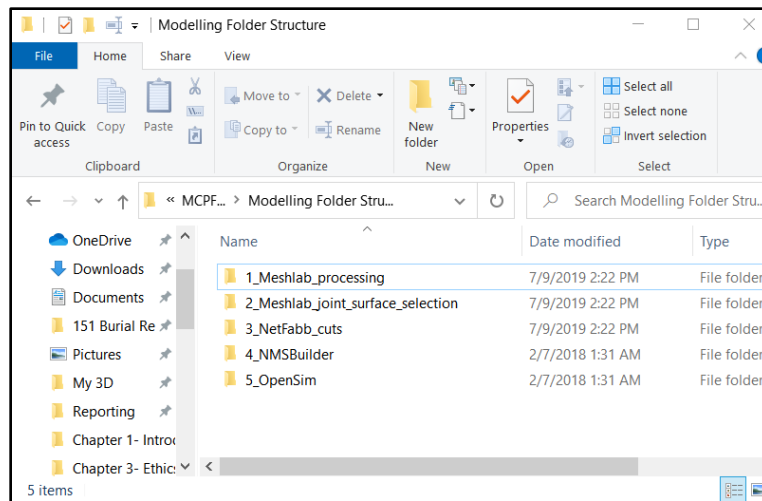 Modelling Folder Structure
File Home Share View
Pin to Quick access
Copy
Paste
W...
Move to
Copy to
Delete
Rename
New folder
Properties
Select all
Select none
Invert selection
Clipboard Organize New Open Select
« MCPF... > Modelling Folder Stru...
Search Modelling Folder Stru...
Name Date modified Type
OneDrive
Downloads
Documents
151 Burial Re
Pictures
My 3D
Reporting
Chapter 1- Introd
Chapter 3- Ethic
1_Meshlab_processing 7/9/2019 2:22 PM File folder
2_Meshlab_joint_surface_selection 7/9/2019 2:22 PM File folder
3_NetFabb_cuts 7/9/2019 2:22 PM File folder
4_NMSBuilder 2/7/2018 1:31 AM File folder
5_OpenSim 2/7/2018 1:31 AM File folder
5 items